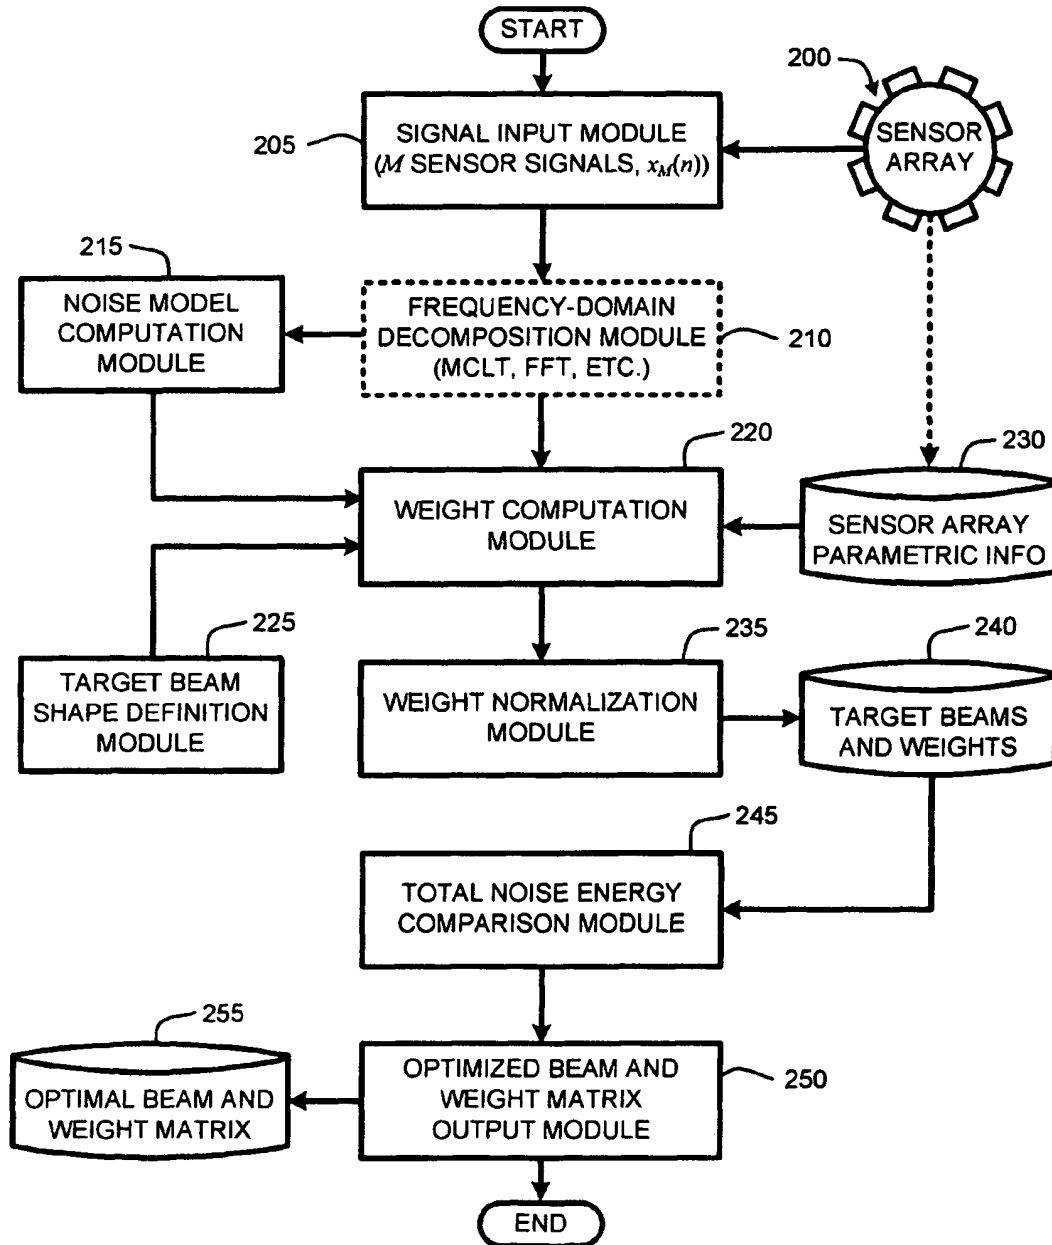 START
200
SENSOR
ARRAY
205
SIGNAL INPUT MODULE
(M SENSOR SIGNALS, xM(n))
215
NOISE MODEL
COMPUTATION
MODULE
FREQUENCY-DOMAIN
DECOMPOSITION MODULE
(MCLT, FFT, ETC.)
210
220
WEIGHT COMPUTATION
MODULE
230
SENSOR ARRAY
PARAMETRIC INFO
225
TARGET BEAM
SHAPE DEFINITION
MODULE
235
WEIGHT NORMALIZATION
MODULE
240
TARGET BEAMS
AND WEIGHTS
245
TOTAL NOISE ENERGY
COMPARISON MODULE
255
OPTIMAL BEAM AND
WEIGHT MATRIX
OPTIMIZED BEAM AND
WEIGHT MATRIX
OUTPUT MODULE
250
END